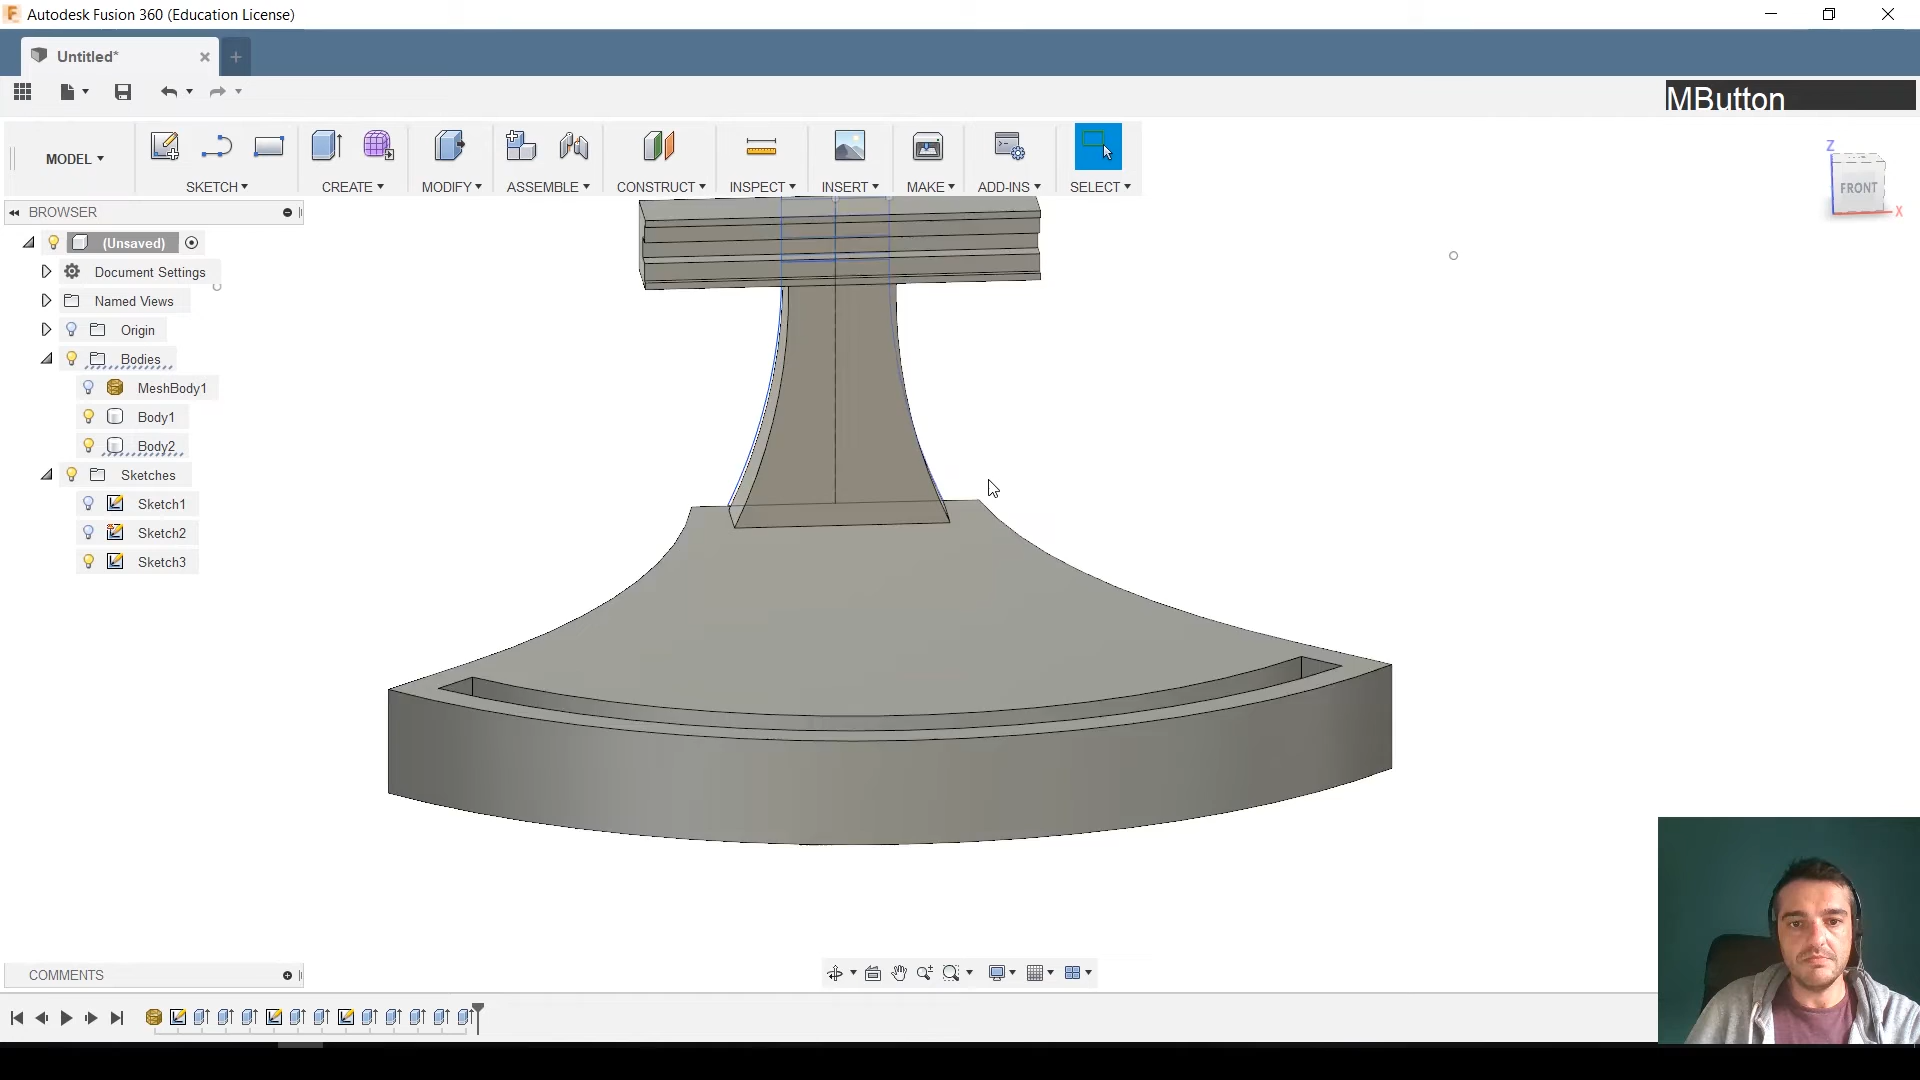 Autodesk Fusion 360 (Education License)
Untitled*
MButton
MODEL
SKETCH
CREATE
MODIFY
ASSEMBLE
CONSTRUCT
INSPECT
INSERT
MAKE
ADD-INS
SELECT
Z
FRONT
X
BROWSER
(Unsaved)
Document Settings
Named Views
Origin
Bodies
MeshBody1
Body1
Body2
Sketches
Sketch1
Sketch2
Sketch3
COMMENTS